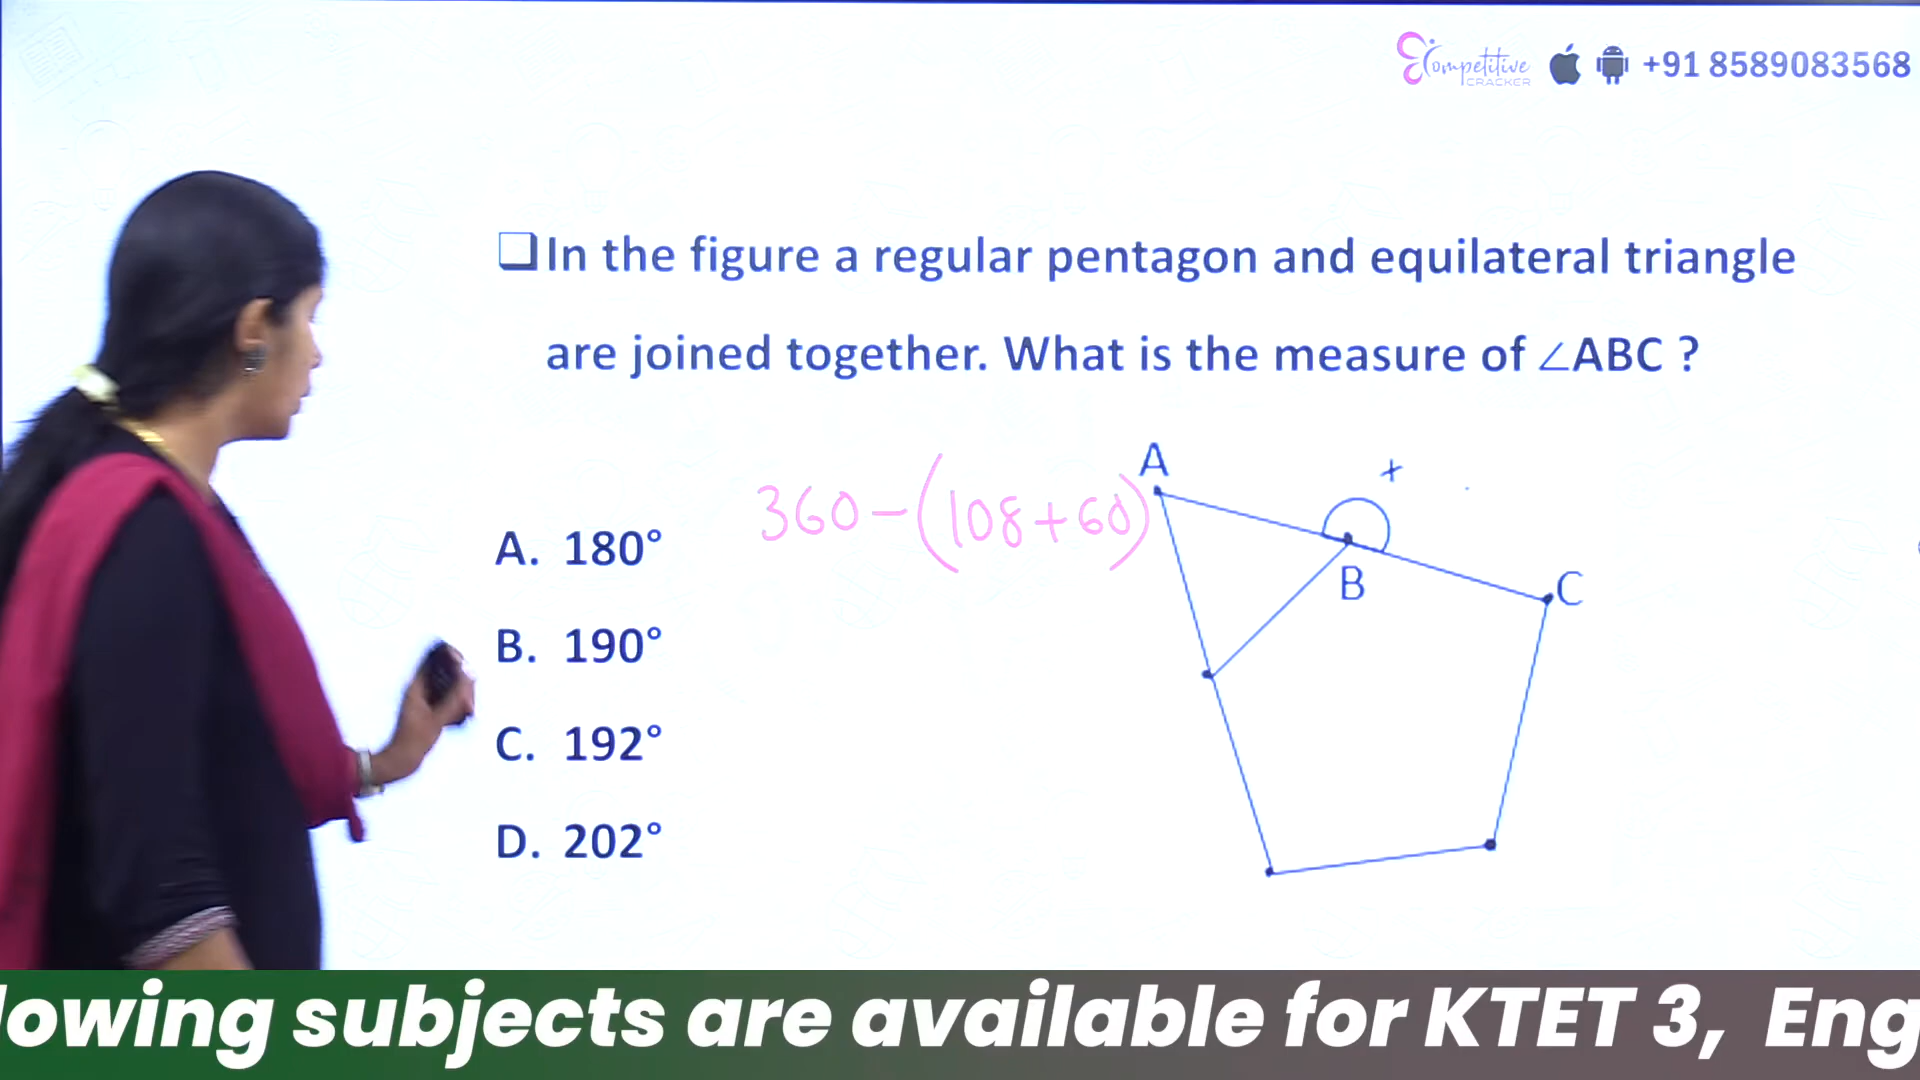 Competitive
CRACKER
+91 8589083568
In the figure a regular pentagon and equilateral triangle
are joined together. What is the measure of ∠ABC ?
360-(108+60)
A. 180°
B. 190°
C. 192°
D. 202°
A
+
B
C
lowing subjects are available for KTET 3, Eng